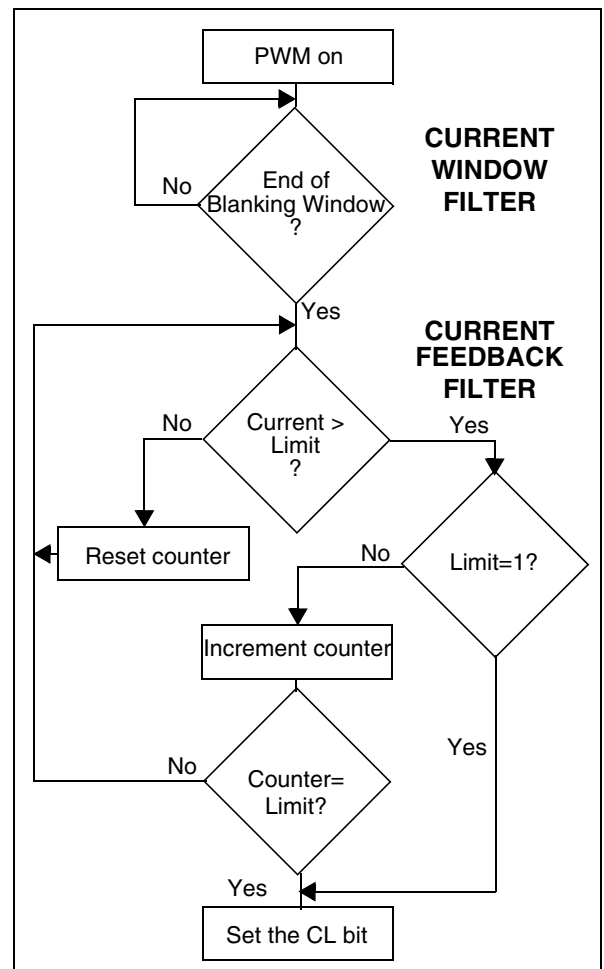 PWM on
CURRENT
WINDOW
FILTER
No
End of
Blanking Window
?
Yes
CURRENT
FEEDBACK
FILTER
No
Current >
Limit
?
Yes
Reset counter
No
Limit=1?
Increment counter
Yes
No
Counter=
Limit?
Yes
Set the CL bit